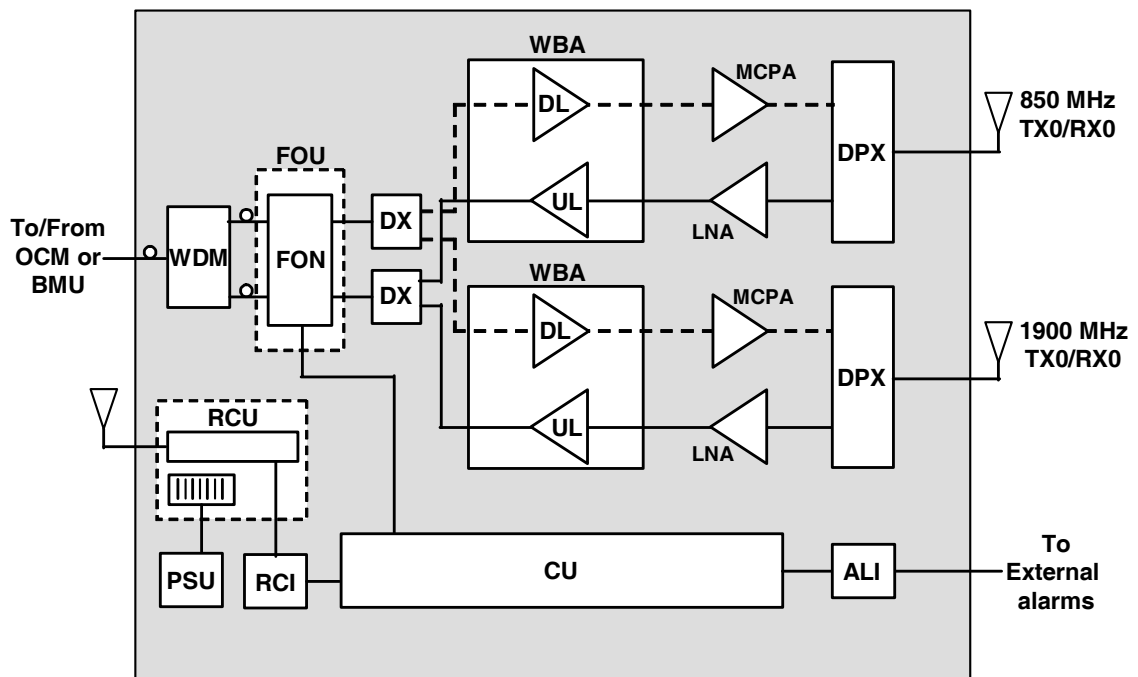 WBA
MCPA
DL
850 MHz
TX0/RX0
DPX
FOU
DX
UL
LNA
To/From
OCM or
BMU
WDM
FON
DX
WBA
MCPA
DL
1900 MHz
TX0/RX0
DPX
RCU
UL
LNA
PSU
RCI
CU
ALI
To
External
alarms